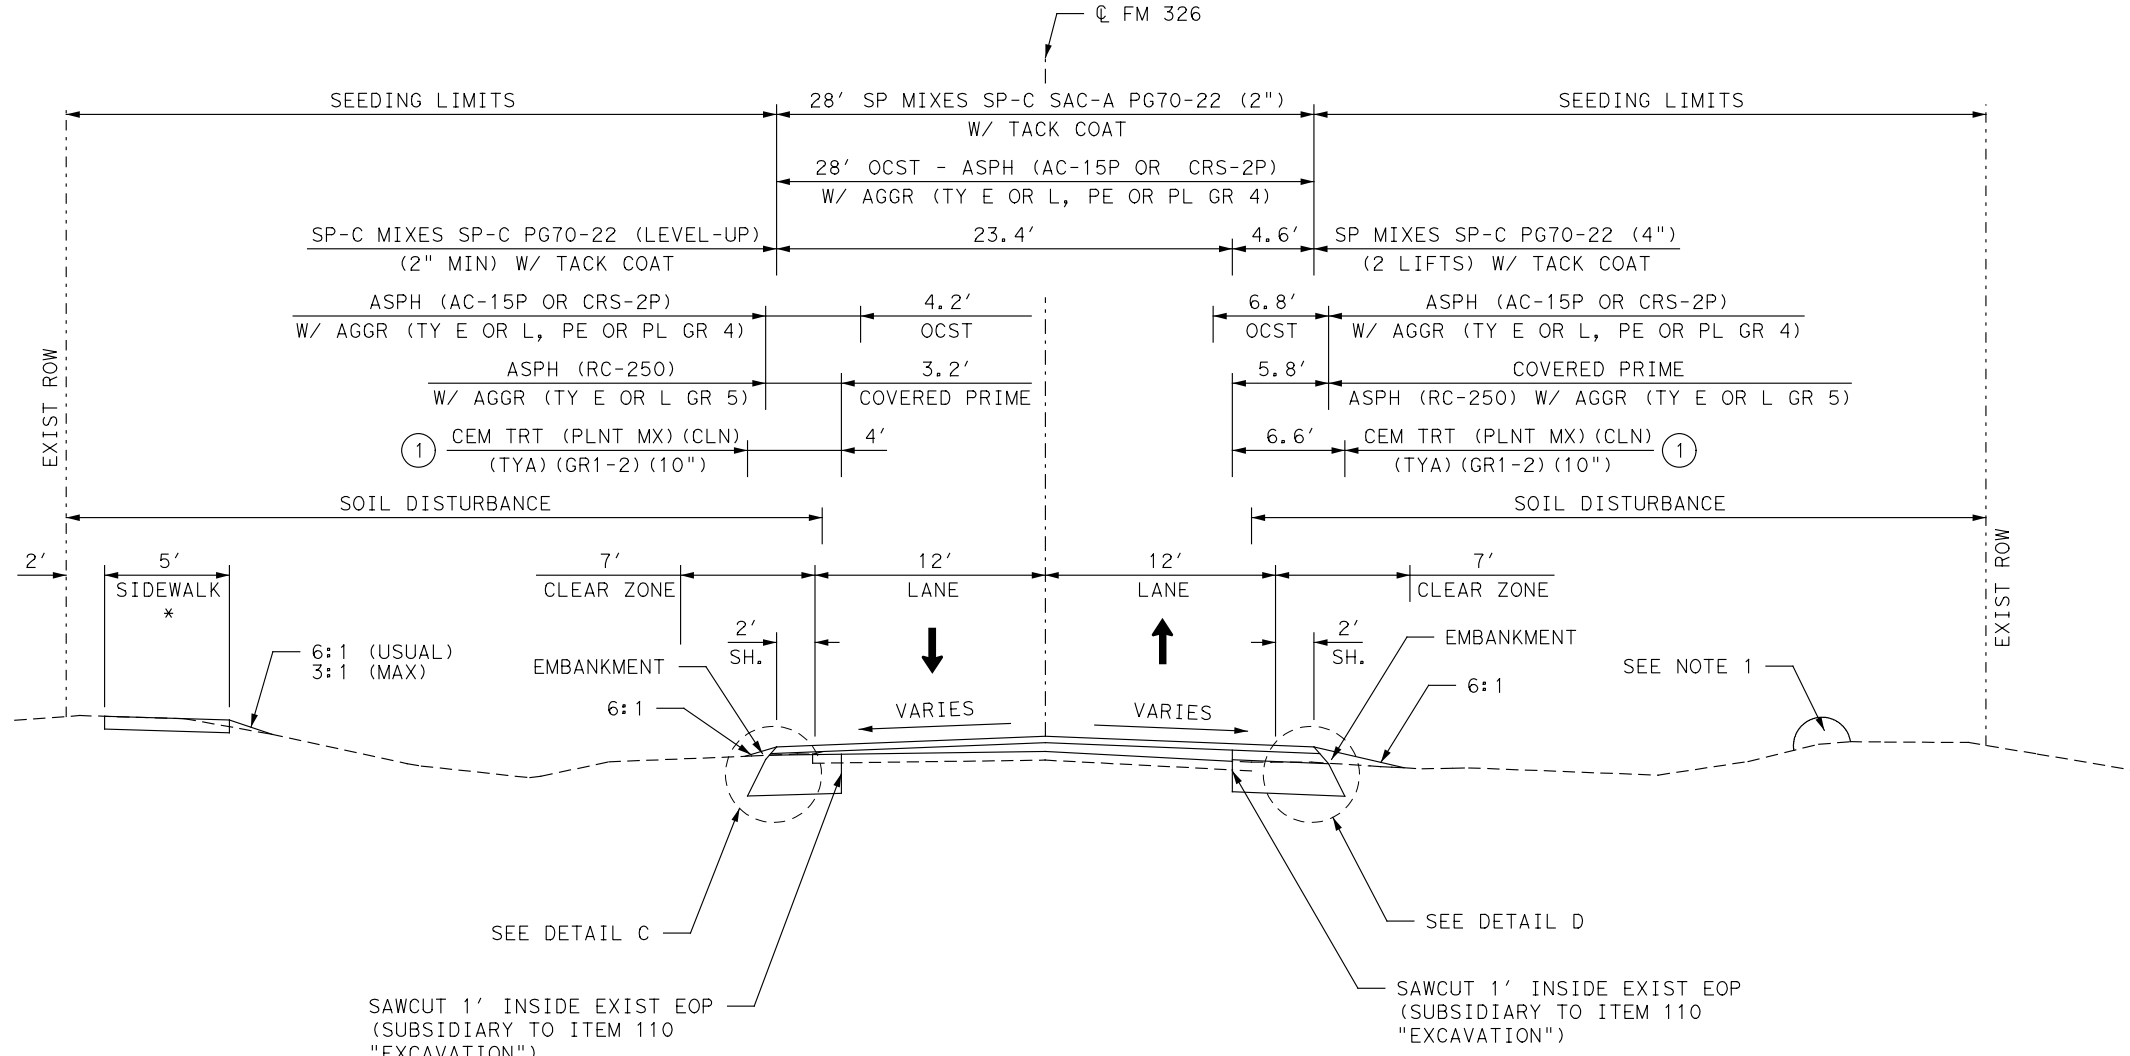 ℄ FM 326
SEEDING LIMITS
28' SP MIXES SP-C SAC-A PG70-22 (2")
W/ TACK COAT
SEEDING LIMITS
28' OCST - ASPH (AC-15P OR CRS-2P)
W/ AGGR (TY E OR L, PE OR PL GR 4)
SP-C MIXES SP-C PG70-22 (LEVEL-UP)
(2" MIN) W/ TACK COAT
23.4'
4.6'
SP MIXES SP-C PG70-22 (4")
(2 LIFTS) W/ TACK COAT
ASPH (AC-15P OR CRS-2P)
W/ AGGR (TY E OR L, PE OR PL GR 4)
4.2'
OCST
6.8'
OCST
ASPH (AC-15P OR CRS-2P)
W/ AGGR (TY E OR L, PE OR PL GR 4)
ASPH (RC-250)
W/ AGGR (TY E OR L GR 5)
3.2'
COVERED PRIME
5.8'
COVERED PRIME
ASPH (RC-250) W/ AGGR (TY E OR L GR 5)
1
CEM TRT (PLNT MX)(CLN)
(TYA)(GR1-2)(10")
4'
6.6'
CEM TRT (PLNT MX)(CLN)
(TYA)(GR1-2)(10")
1
EXIST ROW
SOIL DISTURBANCE
SOIL DISTURBANCE
EXIST ROW
2'
5'
SIDEWALK
*
7'
CLEAR ZONE
12'
LANE
12'
LANE
7'
CLEAR ZONE
6:1 (USUAL)
3:1 (MAX)
2'
SH.
2'
SH.
EMBANKMENT
EMBANKMENT
6:1
6:1
SEE NOTE 1
VARIES
VARIES
SEE DETAIL C
SEE DETAIL D
SAWCUT 1' INSIDE EXIST EOP
(SUBSIDIARY TO ITEM 110
"EXCAVATION")
SAWCUT 1' INSIDE EXIST EOP
(SUBSIDIARY TO ITEM 110
"EXCAVATION")